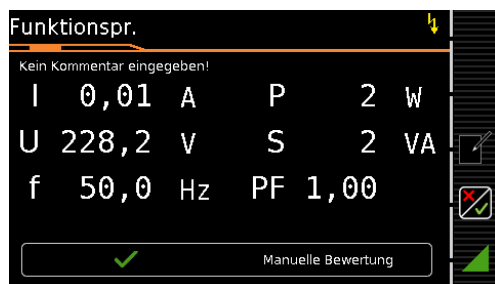 Funktionspr.
Kein Kommentar eingegeben!
I 0,01 A P 2 W
U 228,2 V S 2 VA
f 50,0 Hz PF 1,00
Manuelle Bewertung